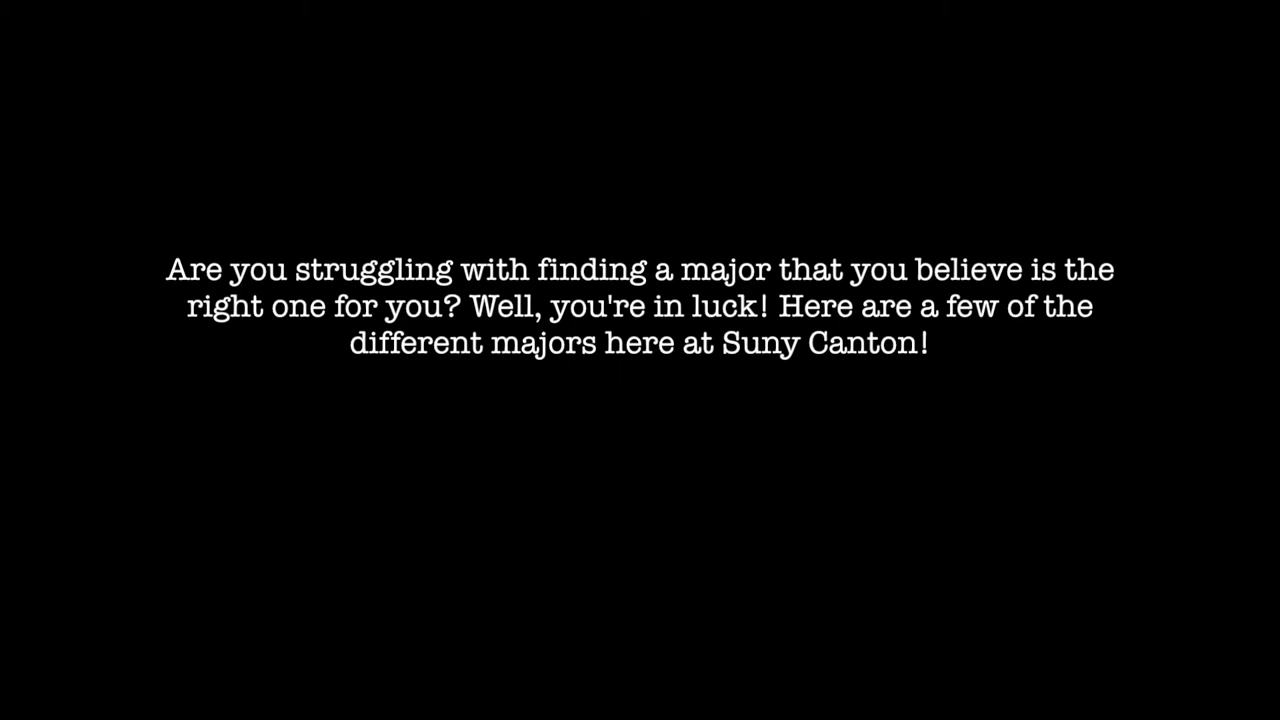 Are you struggling with finding a major that you believe is the
right one for you? Well, you're in luck! Here are a few of the
different majors here at Suny Canton!